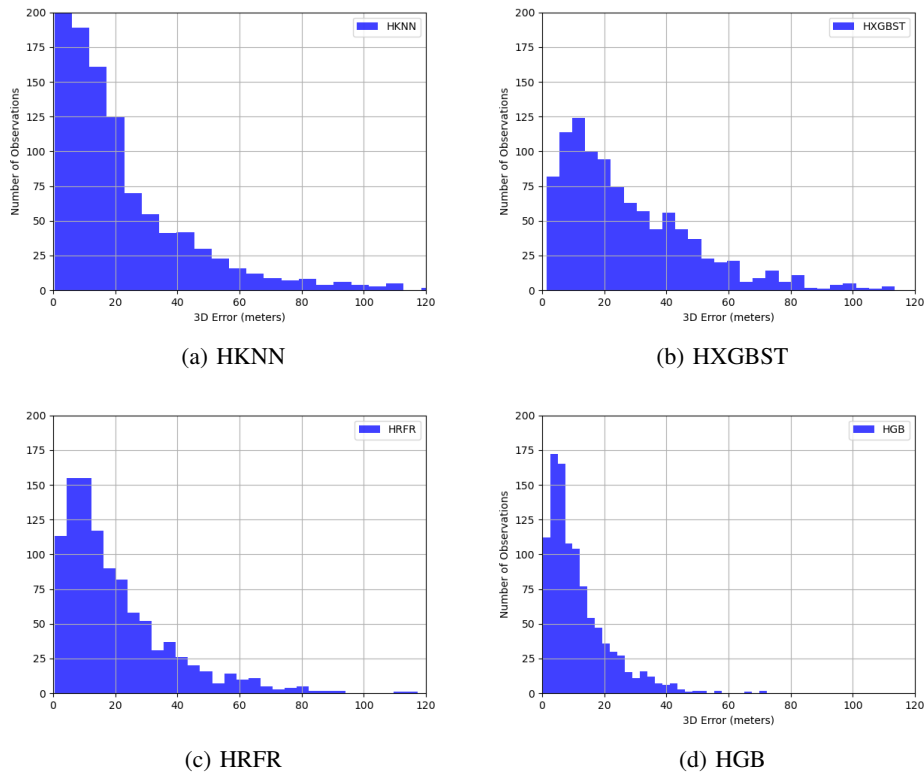 200
175
150
125
100
75
50
25
0
Number of Observations
HKNN
0 20 40 60 80 100 120
3D Error (meters)
(a) HKNN
200
175
150
125
100
75
50
25
0
Number of Observations
HXGBST
0 20 40 60 80 100 120
3D Error (meters)
(b) HXGBST
200
175
150
125
100
75
50
25
0
HRFR
0 20 40 60 80 100 120
(c) HRFR
200
175
150
125
100
75
50
25
0
Number of Observations
HGB
0 20 40 60 80 100 120
3D Error (meters)
(d) HGB